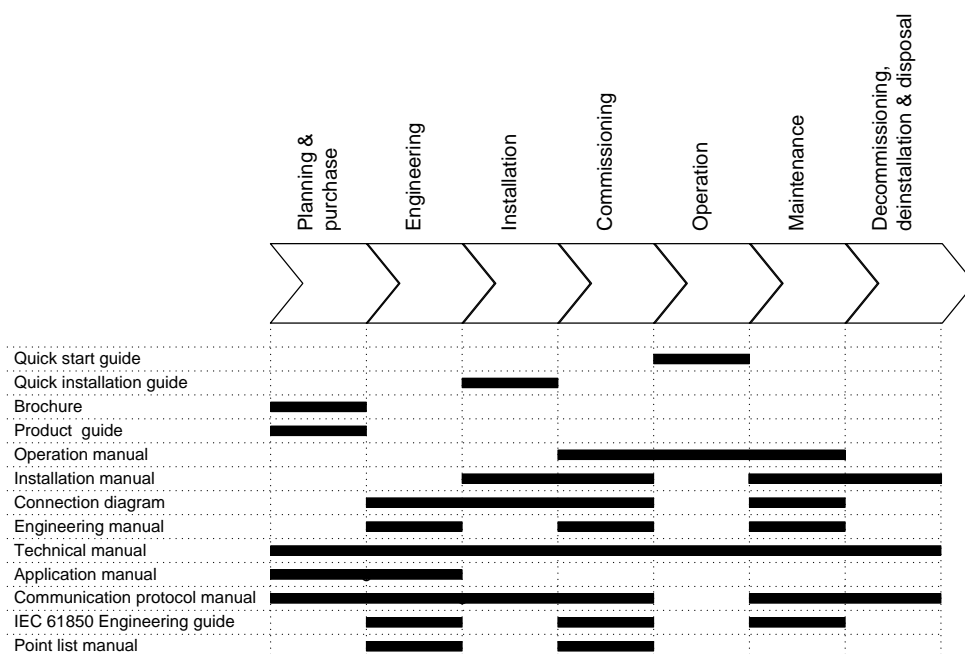 Planning &
purchase
Engineering
Installation
Commissioning
Operation
Maintenance
Decommissioning,
deinstallation & disposal
Quick start guide
Quick installation guide
Brochure
Product guide
Operation manual
Installation manual
Connection diagram
Engineering manual
Technical manual
Application manual
Communication protocol manual
IEC 61850 Engineering guide
Point list manual